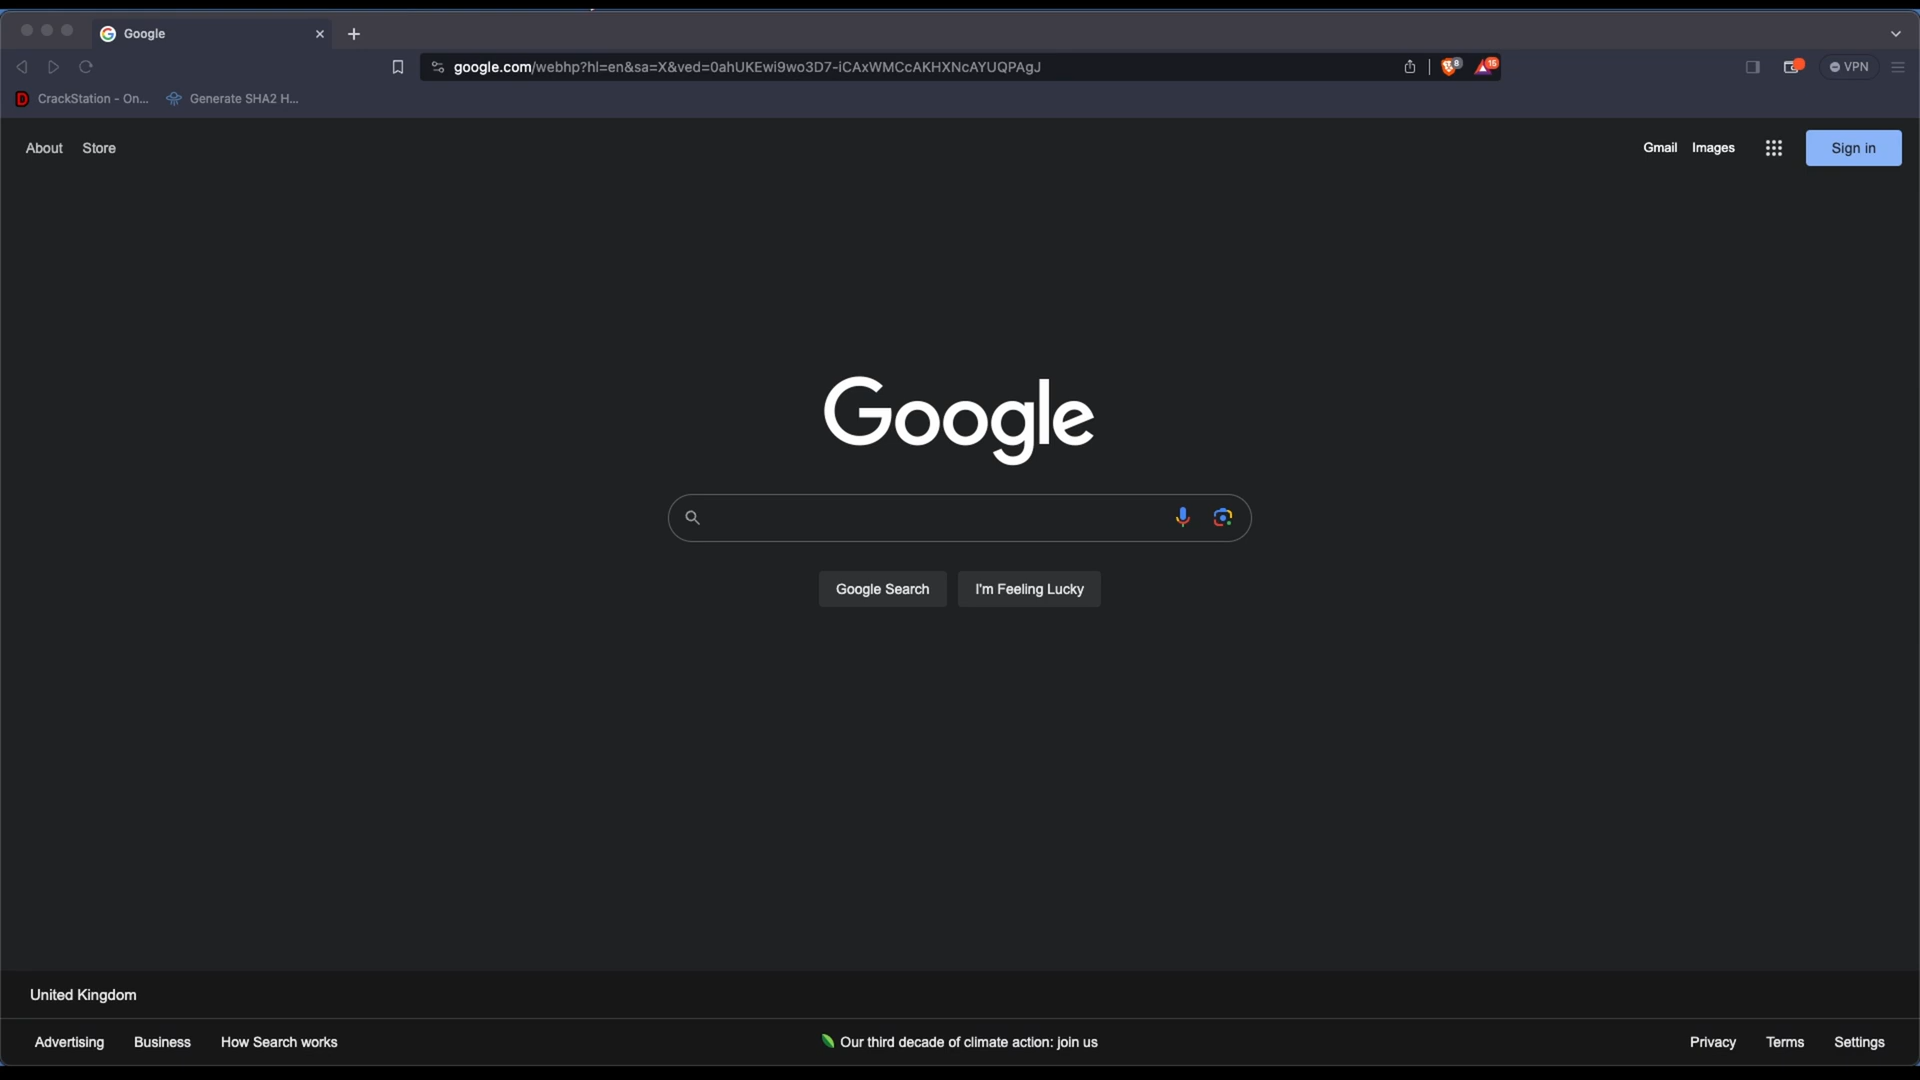 Google
google.com/webhp?hl=en&sa=X&ved=0ahUKEwi9wo3D7-iCAxWMCcAKHXNcAYUQPAgJ
8
15
VPN
CrackStation - On...
Generate SHA2 H...
About Store
Gmail Images
Sign in
Google
Google Search
I'm Feeling Lucky
United Kingdom
Advertising Business How Search works
Our third decade of climate action: join us
Privacy Terms Settings